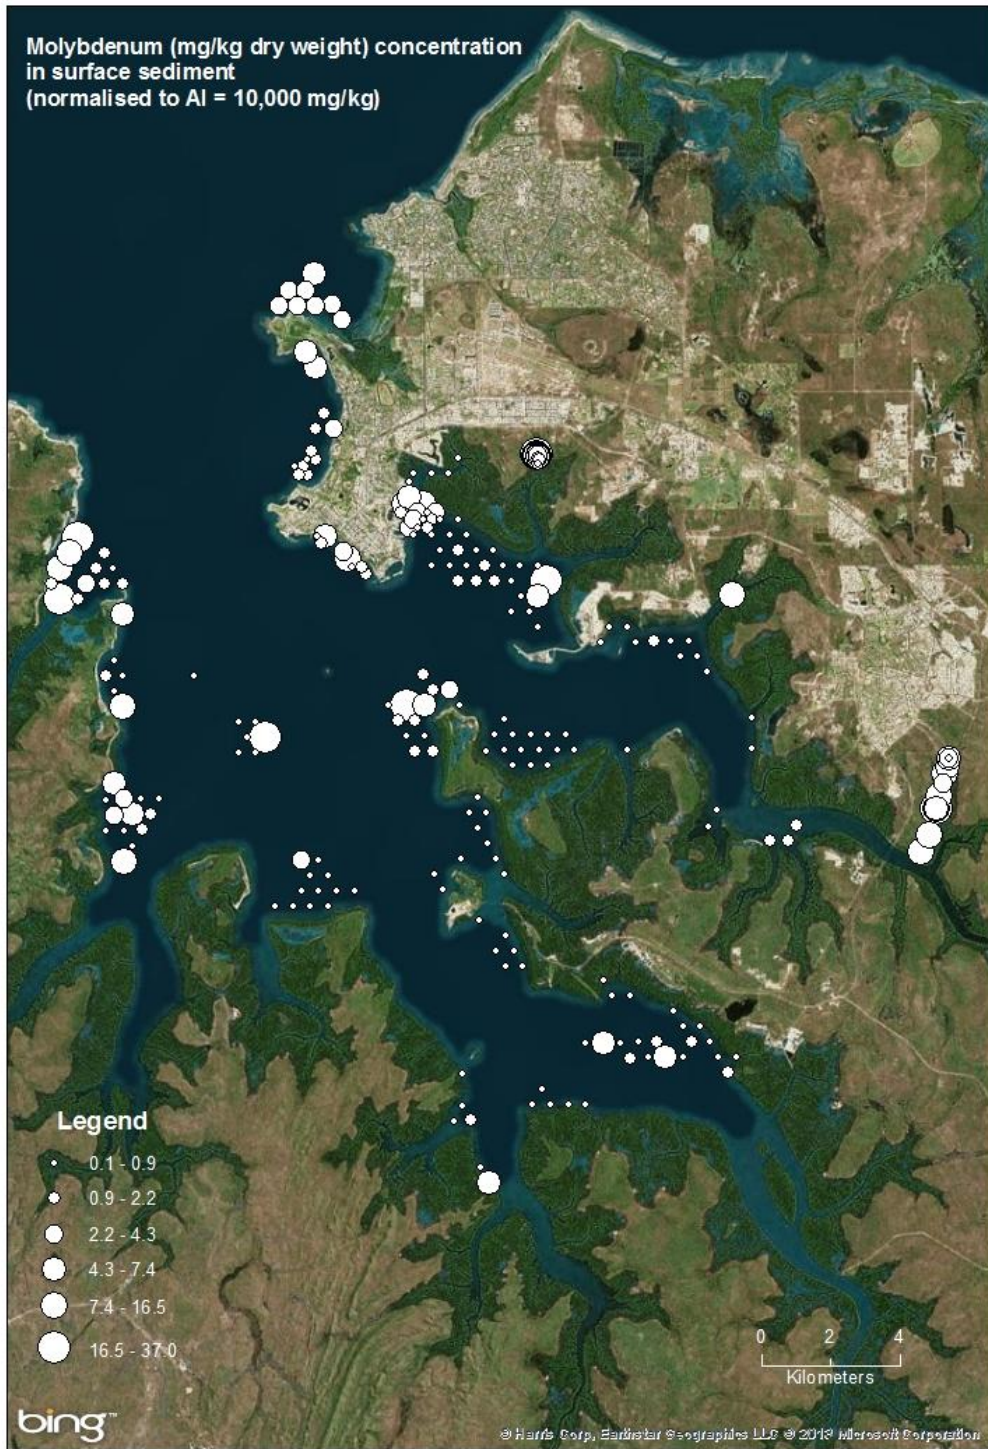 Molybdenum (mg/kg dry weight) concentration
in surface sediment
(normalised to Al = 10,000 mg/kg)
Legend
0.1 - 0.9
0.9 - 2.2
2.2 - 4.3
4.3 - 7.4
7.4 - 16.5
16.5 - 37.0
0 2 4
Kilometers
bing™
© Harris Corp, Earthstar Geographics LLC © 2013 Microsoft Corporation